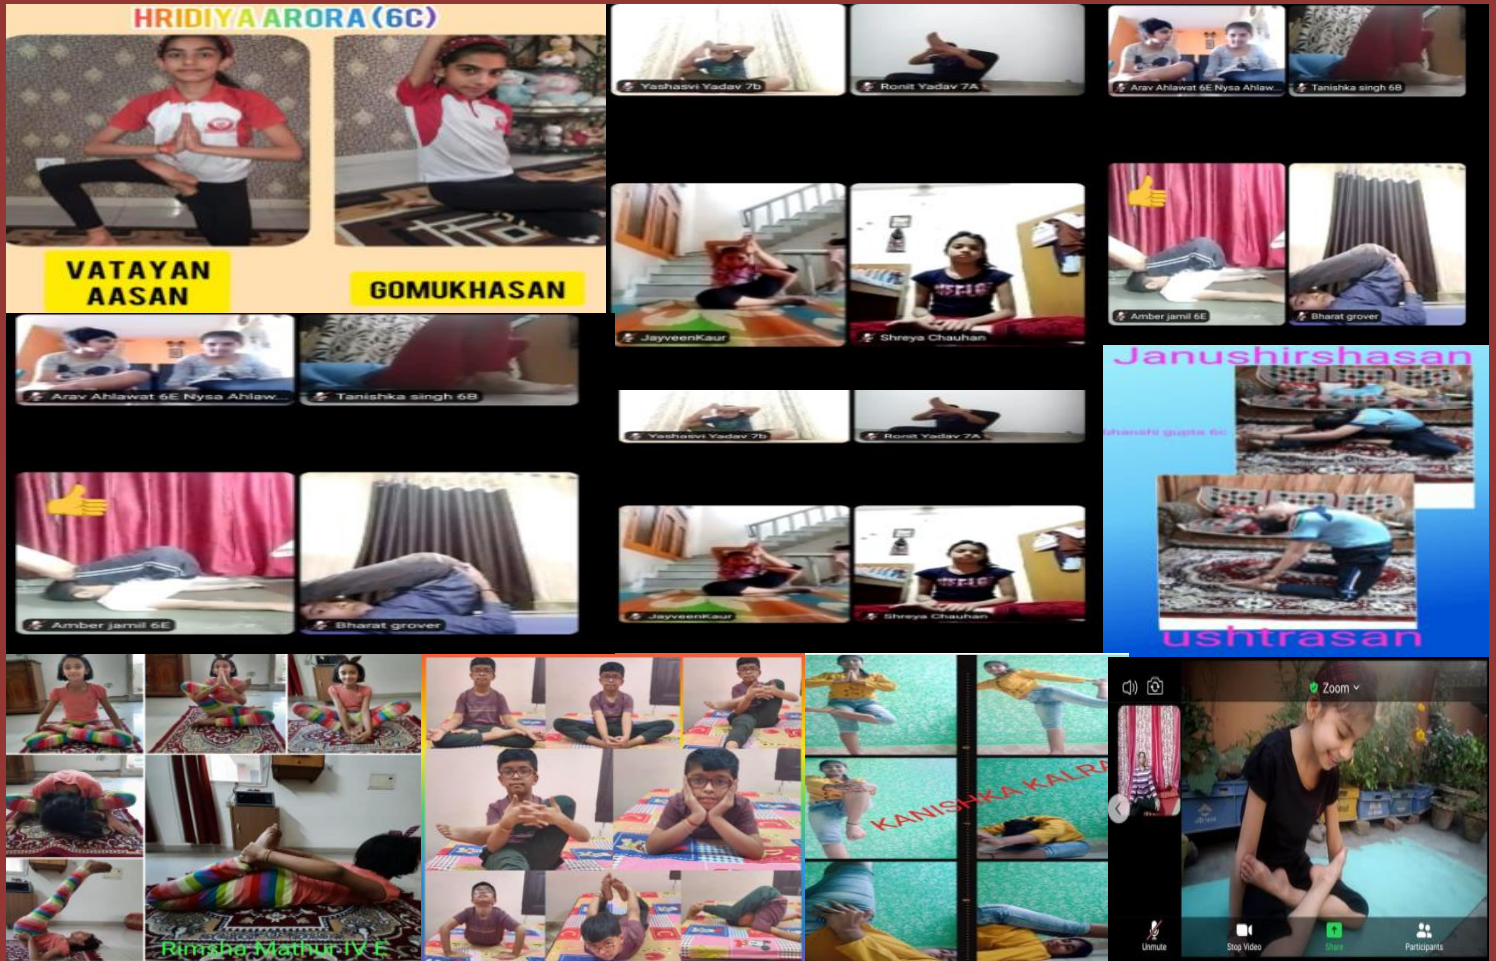 HRIDIYA ARORA (6C)
VATAYAN
AASAN
GOMUKHASAN
Yashasvi Yadav 7b
Ronit Yadav 7A
JayveenKaur
Shreya Chauhan
Arav Ahlawat 6E Nysa Ahlaw...
Tanishka singh 6B
Amber jamil 6E
Bharat grover
Arav Ahlawat 6E Nysa Ahlaw...
Tanishka singh 6B
Amber jamil 6E
Bharat grover
Yashasvi Yadav 7b
Ronit Yadav 7A
JayveenKaur
Shreya Chauhan
Janushirshasan
gupta 6c
ushtrasan
Rimsha Mathur IV E
KANISHKA KALRA
Zoom
Unmute
Stop Video
Share
Participants